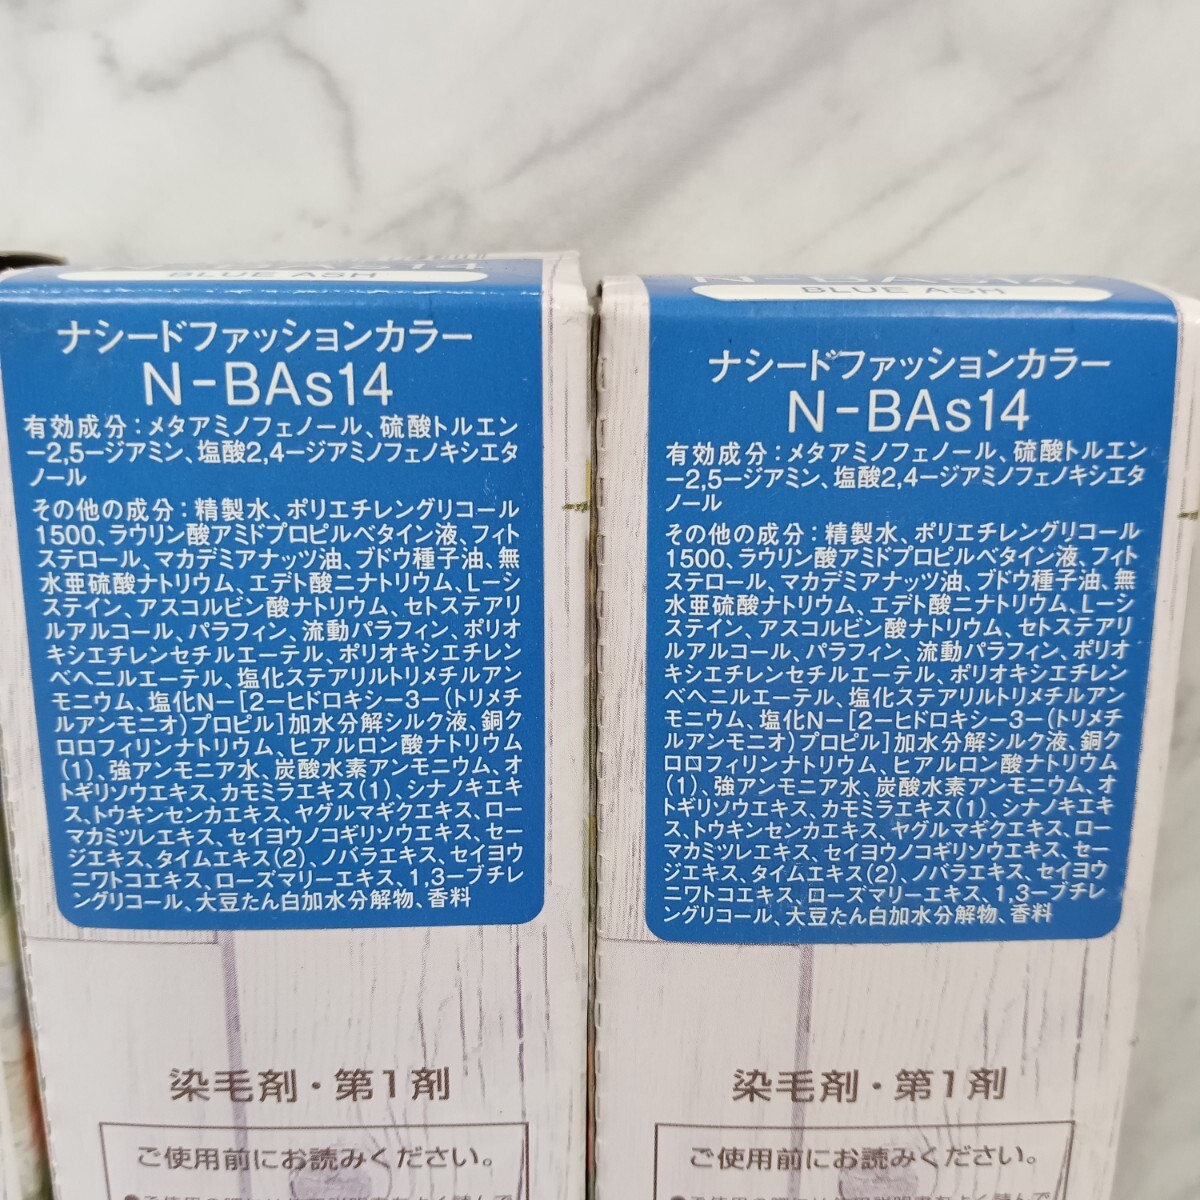 BLUE ASH
ナシードファッションカラー
N-BAs14
有効成分：メタアミノフェノール、硫酸トルエン
-2,5-ジアミン、塩酸2,4-ジアミノフェノキシエタ
ノール
その他の成分：精製水、ポリエチレングリコール
1500、ラウリン酸アミドプロピルベタイン液、フィト
ステロール、マカデミアナッツ油、ブドウ種子油、無
水亜硫酸ナトリウム、エデト酸二ナトリウム、L-シ
ステイン、アスコルビン酸ナトリウム、セトステアリ
ルアルコール、パラフィン、流動パラフィン、ポリオ
キシエチレンセチルエーテル、ポリオキシエチレン
ベヘニルエーテル、塩化ステアリルトリメチルアン
モニウム、塩化N-[2-ヒドロキシ-3-(トリメチ
ルアンモニオ)プロピル]加水分解シルク液、銅ク
ロロフィリンナトリウム、ヒアルロン酸ナトリウム
(1)、強アンモニア水、炭酸水素アンモニウム、オ
トギリソウエキス、カモミラエキス(1)、シナノキエキ
ス、トウキンセンカエキス、ヤグルマギクエキス、ロー
マカミツレエキス、セイヨウノコギリソウエキス、セー
ジエキス、タイムエキス(2)、ノバラエキス、セイヨウ
ニワトコエキス、ローズマリーエキス、1,3-ブチレ
ングリコール、大豆たん白加水分解物、香料
染毛剤・第1剤
ご使用前にお読みください。
N-BAs14
BLUE ASH
ナシードファッションカラー
N-BAs14
有効成分：メタアミノフェノール、硫酸トルエン
-2,5-ジアミン、塩酸2,4-ジアミノフェノキシエタ
ノール
その他の成分：精製水、ポリエチレングリコール
1500、ラウリン酸アミドプロピルベタイン液、フィト
ステロール、マカデミアナッツ油、ブドウ種子油、無
水亜硫酸ナトリウム、エデト酸二ナトリウム、L-シ
ステイン、アスコルビン酸ナトリウム、セトステアリ
ルアルコール、パラフィン、流動パラフィン、ポリオ
キシエチレンセチルエーテル、ポリオキシエチレン
ベヘニルエーテル、塩化ステアリルトリメチルアン
モニウム、塩化N-[2-ヒドロキシ-3-(トリメチ
ルアンモニオ)プロピル]加水分解シルク液、銅ク
ロロフィリンナトリウム、ヒアルロン酸ナトリウム
(1)、強アンモニア水、炭酸水素アンモニウム、オ
トギリソウエキス、カモミラエキス(1)、シナノキエキ
ス、トウキンセンカエキス、ヤグルマギクエキス、ロー
マカミツレエキス、セイヨウノコギリソウエキス、セー
ジエキス、タイムエキス(2)、ノバラエキス、セイヨウ
ニワトコエキス、ローズマリーエキス、1,3-ブチレ
ングリコール、大豆たん白加水分解物、香料
染毛剤・第1剤
ご使用前にお読みください。